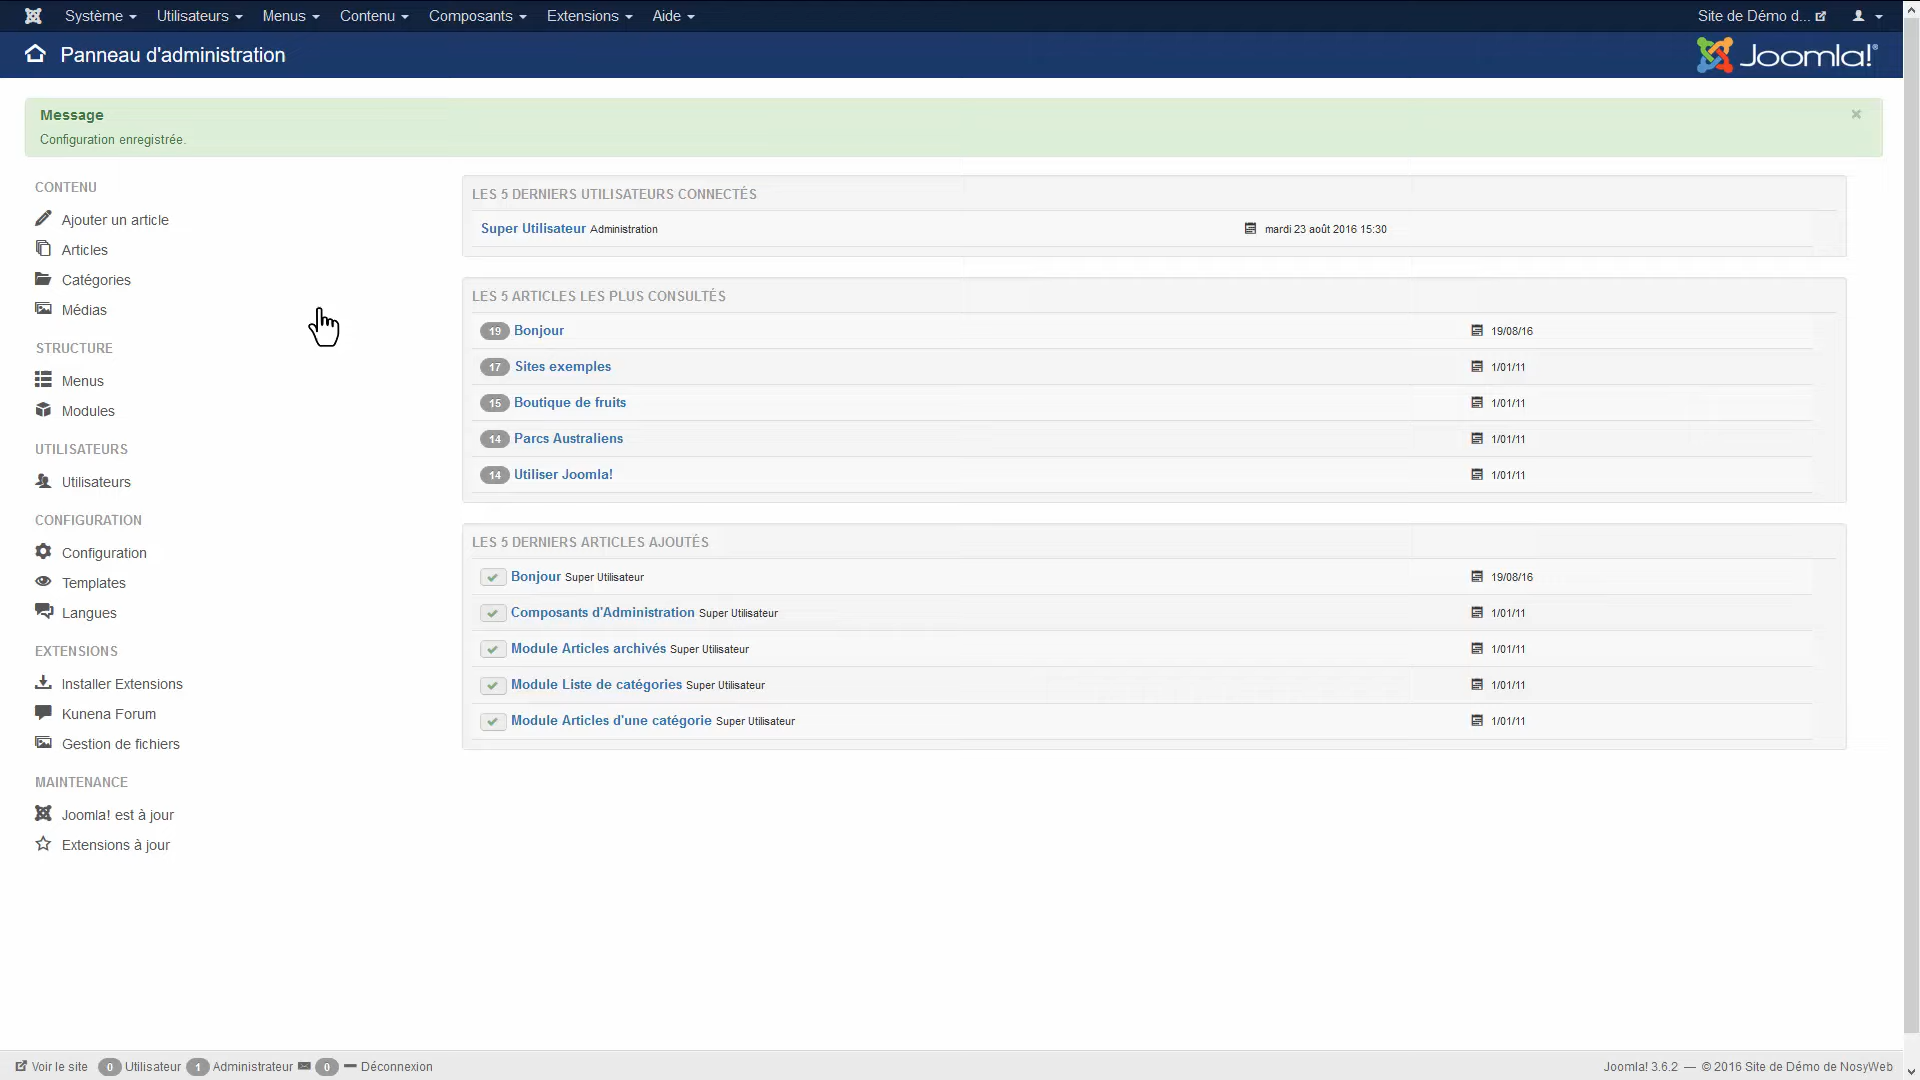 Système Utilisateurs Menus Contenu Composants Extensions Aide Site de Démo d...
Panneau d'administration Joomla!®
Message
Configuration enregistrée.
CONTENU
Ajouter un article
Articles
Catégories
Médias
STRUCTURE
Menus
Modules
UTILISATEURS
Utilisateurs
CONFIGURATION
Configuration
Templates
Langues
EXTENSIONS
Installer Extensions
Kunena Forum
Gestion de fichiers
MAINTENANCE
Joomla! est à jour
Extensions à jour
LES 5 DERNIERS UTILISATEURS CONNECTÉS
Super Utilisateur Administration mardi 23 août 2016 15:30
LES 5 ARTICLES LES PLUS CONSULTÉS
19 Bonjour 19/08/16
17 Sites exemples 1/01/11
15 Boutique de fruits 1/01/11
14 Parcs Australiens 1/01/11
14 Utiliser Joomla! 1/01/11
LES 5 DERNIERS ARTICLES AJOUTÉS
Bonjour Super Utilisateur 19/08/16
Composants d'Administration Super Utilisateur 1/01/11
Module Articles archivés Super Utilisateur 1/01/11
Module Liste de catégories Super Utilisateur 1/01/11
Module Articles d'une catégorie Super Utilisateur 1/01/11
Voir le site 0 Utilisateur 1 Administrateur 0 Déconnexion Joomla! 3.6.2 — © 2016 Site de Démo de NosyWeb